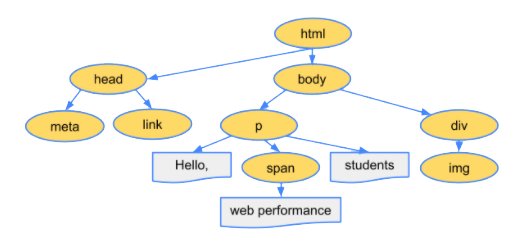 html
head
body
meta
link
p
div
Hello,
span
students
img
web performance